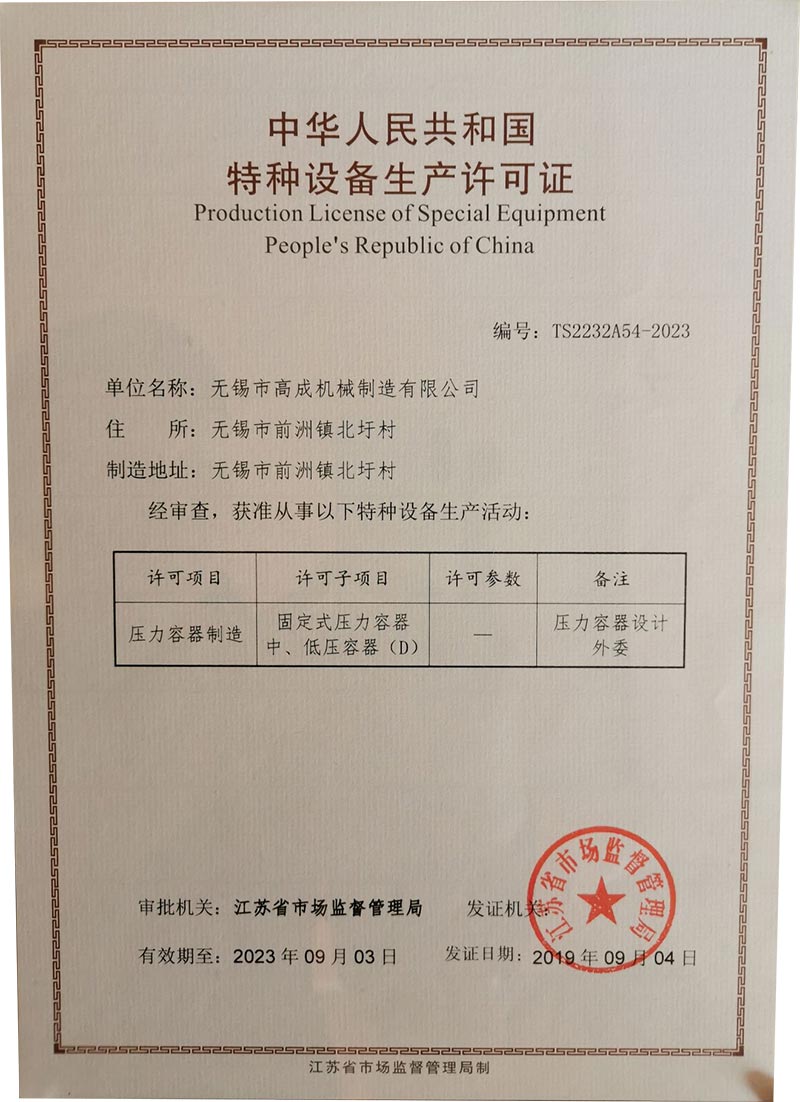 中华人民共和国
特种设备生产许可证
Production License of Special Equipment
People's Republic of China
编号：TS2232A54-2023
单位名称：无锡市高成机械制造有限公司
住　　所：无锡市前洲镇北圩村
制造地址：无锡市前洲镇北圩村
经审查，获准从事以下特种设备生产活动：
许可项目 许可子项目 许可参数 备注
压力容器制造 固定式压力容器 — 压力容器设计
中、低压容器（D） 外委
江苏省市场监督管理局
审批机关：江苏省市场监督管理局 发证机关：
有效期至：2023 年 09 月 03 日 发证日期：2019 年 09 月 04 日
江苏省市场监督管理局制